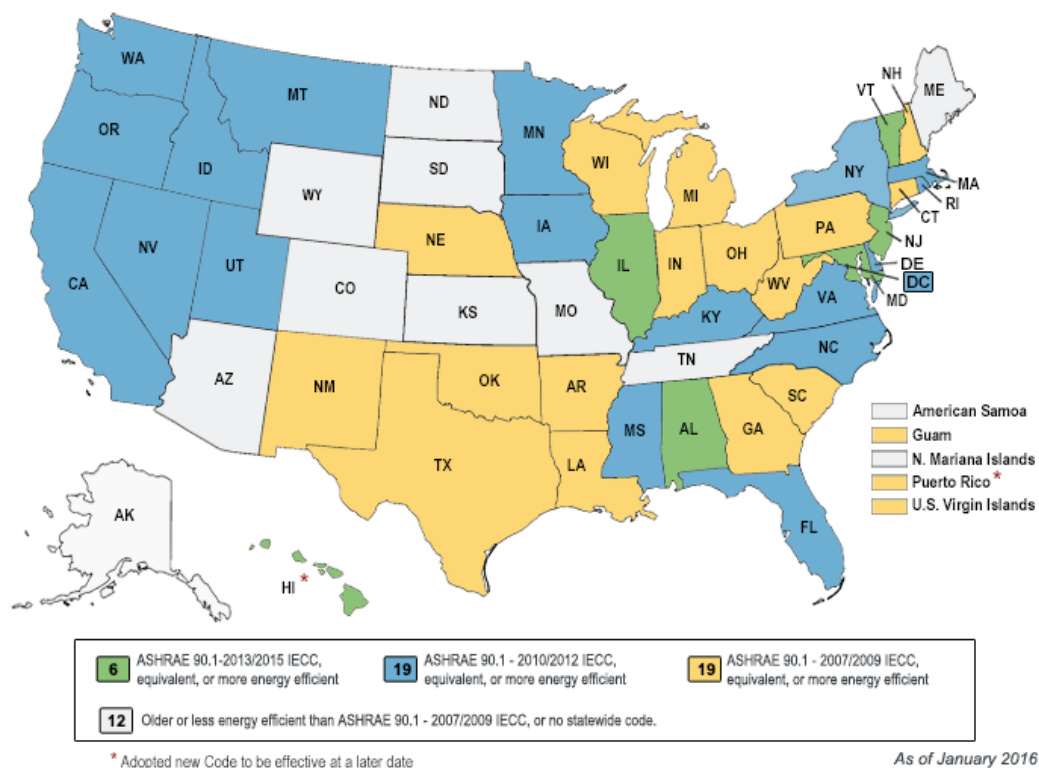 WA
MT
ND
MN
OR
ID
SD
WI
MI
VT
NH
ME
NY
MA
RI
CT
WY
NE
IA
PA
NJ
NV
UT
CA
CO
KS
MO
IL
IN
OH
WV
VA
DE
DC
MD
KY
NC
TN
AZ
NM
OK
AR
MS
AL
GA
SC
TX
LA
FL
AK
HI *
American Samoa
Guam
N. Mariana Islands
Puerto Rico *
U.S. Virgin Islands
6 ASHRAE 90.1-2013/2015 IECC,
equivalent, or more energy efficient
19 ASHRAE 90.1 - 2010/2012 IECC,
equivalent, or more energy efficient
19 ASHRAE 90.1 - 2007/2009 IECC,
equivalent, or more energy efficient
12 Older or less energy efficient than ASHRAE 90.1 - 2007/2009 IECC, or no statewide code.
* Adopted new Code to be effective at a later date
As of January 2016